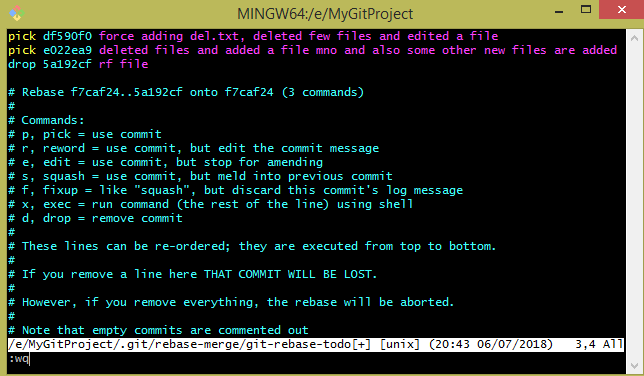 MINGW64:/e/MyGitProject
pick df590f0 force adding del.txt, deleted few files and edited a file
pick e022ea9 deleted files and added a file mno and also some other new files are added
drop 5a192cf rf file

# Rebase f7caf24..5a192cf onto f7caf24 (3 commands)
#
# Commands:
# p, pick = use commit
# r, reword = use commit, but edit the commit message
# e, edit = use commit, but stop for amending
# s, squash = use commit, but meld into previous commit
# f, fixup = like "squash", but discard this commit's log message
# x, exec = run command (the rest of the line) using shell
# d, drop = remove commit
#
# These lines can be re-ordered; they are executed from top to bottom.
#
# If you remove a line here THAT COMMIT WILL BE LOST.
#
# However, if you remove everything, the rebase will be aborted.
#
# Note that empty commits are commented out
/e/MyGitProject/.git/rebase-merge/git-rebase-todo[+] [unix] (20:43 06/07/2018) 3,4 All
:wq